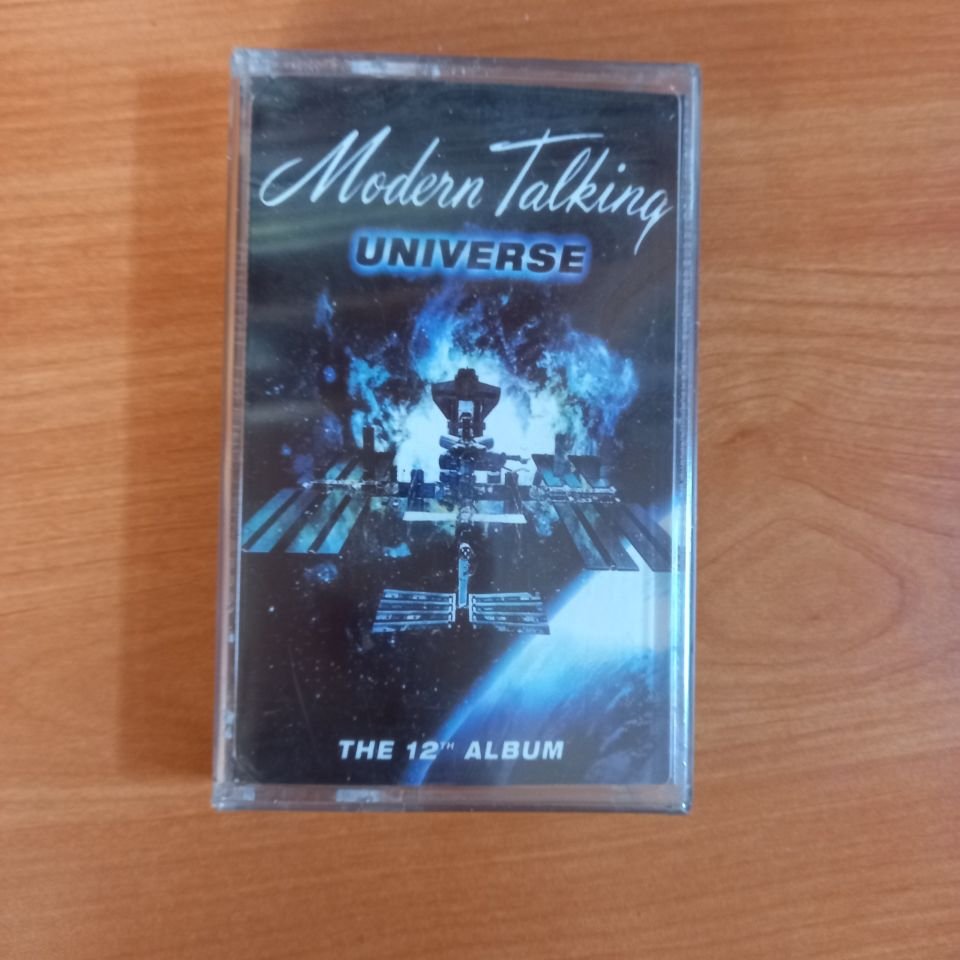 Modern Talking
UNIVERSE
THE 12TH ALBUM